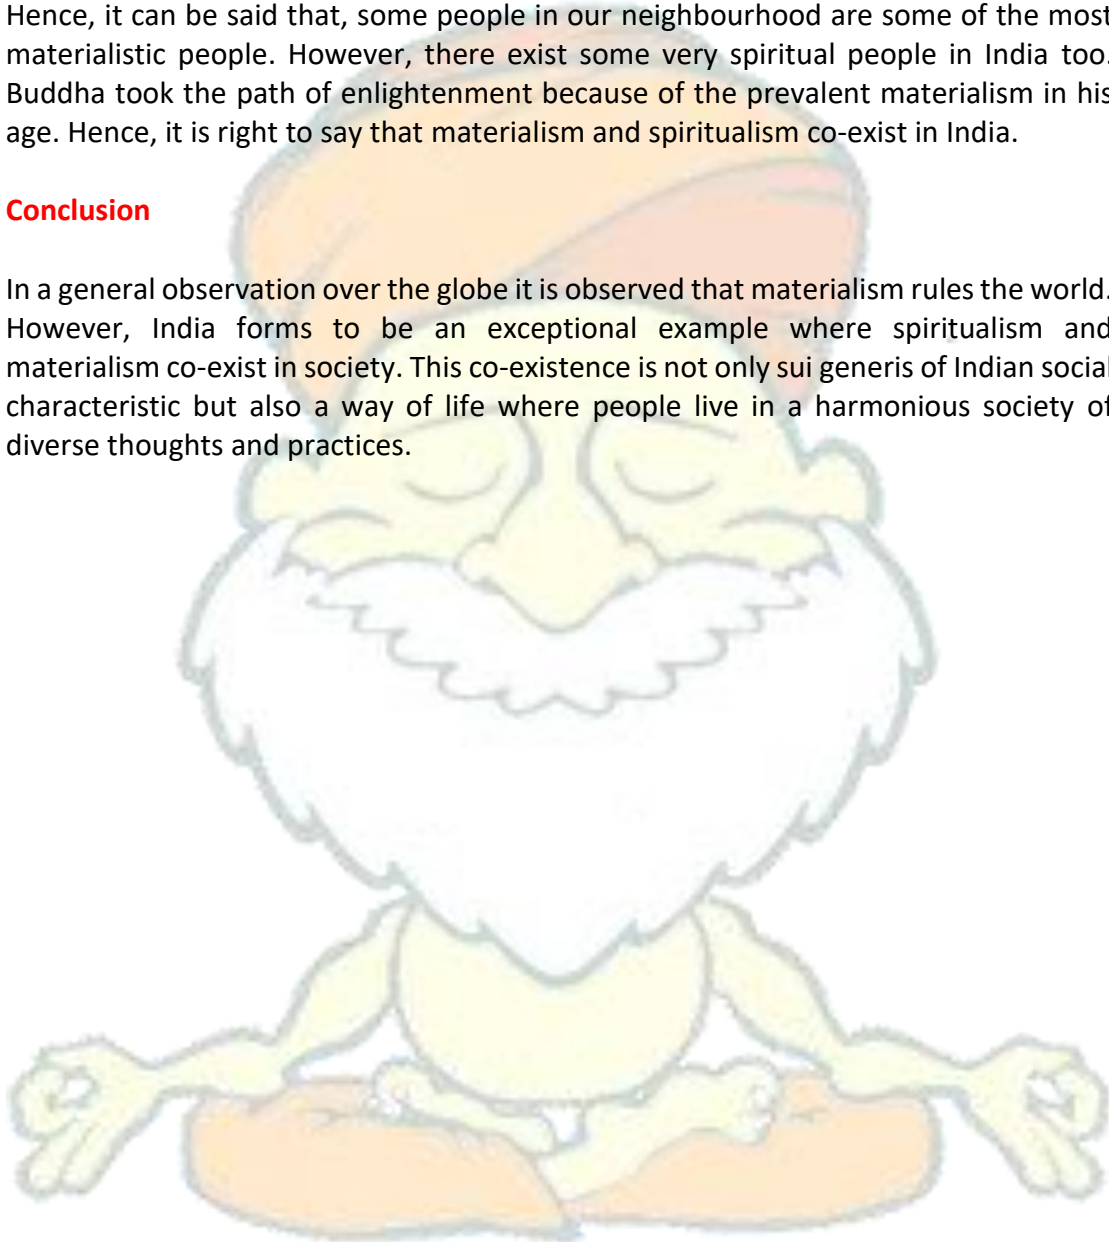 Hence, it can be said that, some people in our neighbourhood are some of the most
materialistic people. However, there exist some very spiritual people in India too.
Buddha took the path of enlightenment because of the prevalent materialism in his
age. Hence, it is right to say that materialism and spiritualism co-exist in India.
Conclusion
In a general observation over the globe it is observed that materialism rules the world.
However, India forms to be an exceptional example where spiritualism and
materialism co-exist in society. This co-existence is not only sui generis of Indian social
characteristic but also a way of life where people live in a harmonious society of
diverse thoughts and practices.